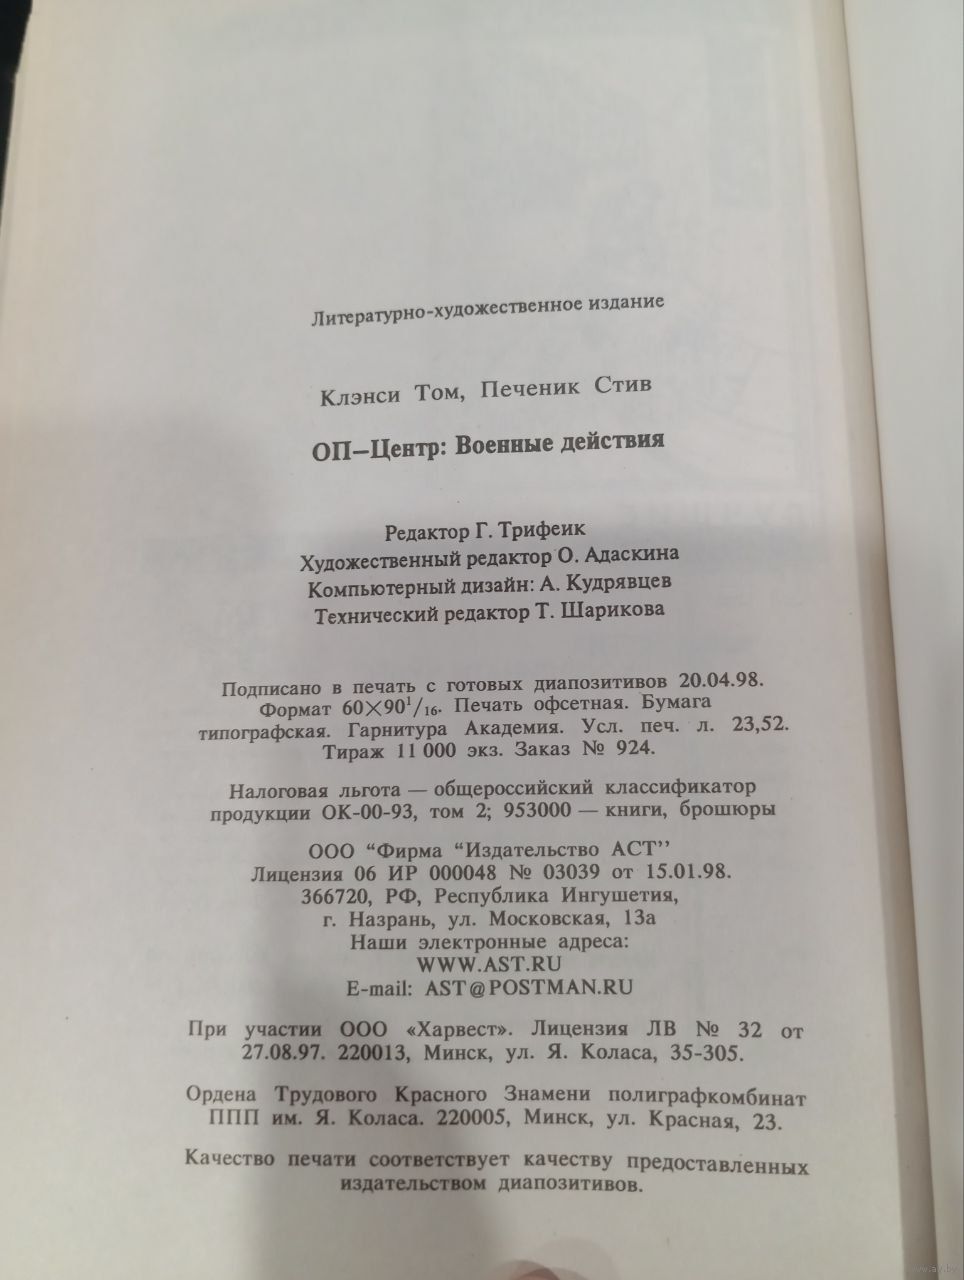 Литературно-художественное издание
Клэнси Том, Печеник Стив
ОП—Центр: Военные действия
Редактор Г. Трифеик
Художественный редактор О. Адаскина
Компьютерный дизайн: А. Кудрявцев
Технический редактор Т. Шарикова
Подписано в печать с готовых диапозитивов 20.04.98.
Формат 60×90¹/₁₆. Печать офсетная. Бумага
типографская. Гарнитура Академия. Усл. печ. л. 23,52.
Тираж 11 000 экз. Заказ № 924.
Налоговая льгота — общероссийский классификатор
продукции ОК-00-93, том 2; 953000 — книги, брошюры
ООО “Фирма “Издательство АСТ’’
Лицензия 06 ИР 000048 № 03039 от 15.01.98.
366720, РФ, Республика Ингушетия,
г. Назрань, ул. Московская, 13а
Наши электронные адреса:
WWW.AST.RU
E-mail: AST@POSTMAN.RU
При участии ООО «Харвест». Лицензия ЛВ № 32 от
27.08.97. 220013, Минск, ул. Я. Коласа, 35-305.
Ордена Трудового Красного Знамени полиграфкомбинат
ППП им. Я. Коласа. 220005, Минск, ул. Красная, 23.
Качество печати соответствует качеству предоставленных
издательством диапозитивов.
www.ay.by